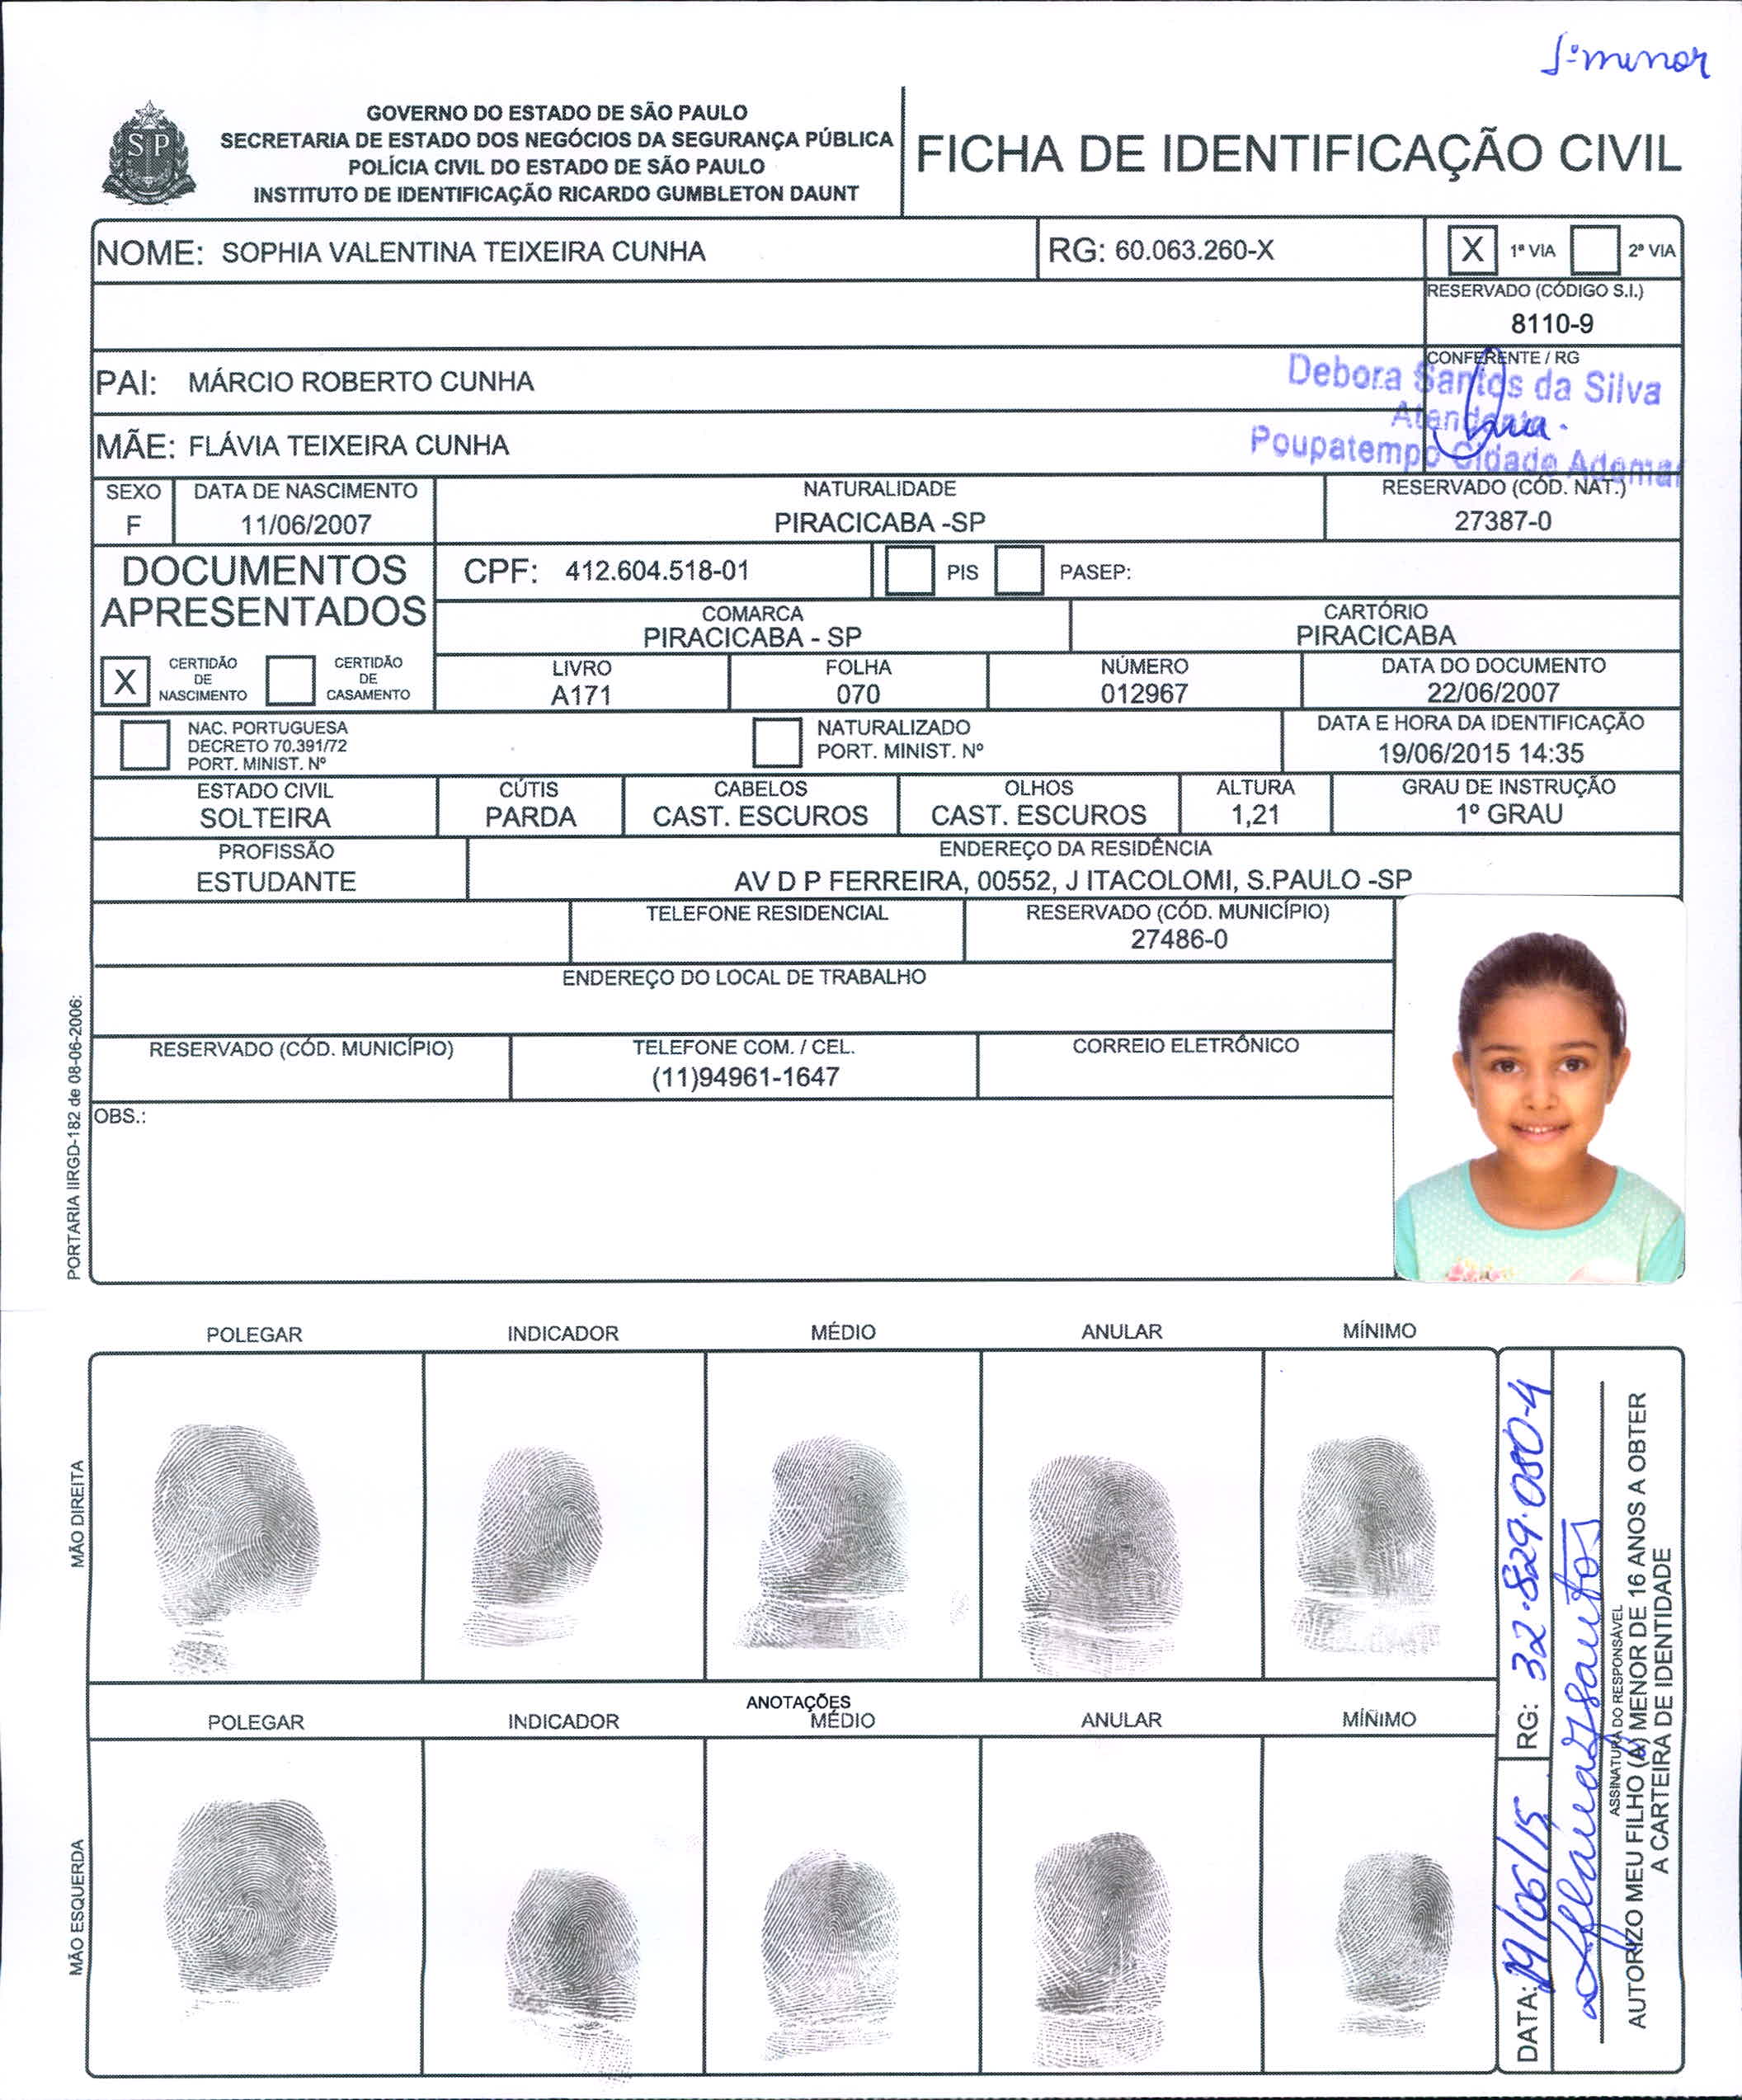 S-menor
GOVERNO DO ESTADO DE SÃO PAULO
SECRETARIA DE ESTADO DOS NEGÓCIOS DA SEGURANÇA PÚBLICA
POLÍCIA CIVIL DO ESTADO DE SÃO PAULO
INSTITUTO DE IDENTIFICAÇÃO RICARDO GUMBLETON DAUNT
SP
FICHA DE IDENTIFICAÇÃO CIVIL
NOME: SOPHIA VALENTINA TEIXEIRA CUNHA
RG: 60.063.260-X
X 1ª VIA 2ª VIA
RESERVADO (CÓDIGO S.I.)
8110-9
PAI: MÁRCIO ROBERTO CUNHA
CONFERENTE / RG
Debora Santos da Silva
Atendente
Poupatempo Cidade Ademar
MÃE: FLÁVIA TEIXEIRA CUNHA
SEXO
F
DATA DE NASCIMENTO
11/06/2007
NATURALIDADE
PIRACICABA -SP
RESERVADO (CÓD. NAT.)
27387-0
DOCUMENTOS
APRESENTADOS
CPF: 412.604.518-01
PIS
PASEP:
COMARCA
PIRACICABA - SP
CARTÓRIO
PIRACICABA
X CERTIDÃO
DE
NASCIMENTO
CERTIDÃO
DE
CASAMENTO
LIVRO
A171
FOLHA
070
NÚMERO
012967
DATA DO DOCUMENTO
22/06/2007
NAC. PORTUGUESA
DECRETO 70.391/72
PORT. MINIST. Nº
NATURALIZADO
PORT. MINIST. Nº
DATA E HORA DA IDENTIFICAÇÃO
19/06/2015 14:35
ESTADO CIVIL
SOLTEIRA
CÚTIS
PARDA
CABELOS
CAST. ESCUROS
OLHOS
CAST. ESCUROS
ALTURA
1,21
GRAU DE INSTRUÇÃO
1º GRAU
PROFISSÃO
ESTUDANTE
ENDEREÇO DA RESIDÊNCIA
AV D P FERREIRA, 00552, J ITACOLOMI, S.PAULO -SP
TELEFONE RESIDENCIAL
RESERVADO (CÓD. MUNICÍPIO)
27486-0
ENDEREÇO DO LOCAL DE TRABALHO
RESERVADO (CÓD. MUNICÍPIO)
TELEFONE COM. / CEL.
(11)94961-1647
CORREIO ELETRÔNICO
OBS.:
PORTARIA IIRGD-182 de 08-06-2006:
POLEGAR INDICADOR MÉDIO ANULAR MÍNIMO
MÃO DIREITA
ANOTAÇÕES
POLEGAR INDICADOR MÉDIO ANULAR MÍNIMO
MÃO ESQUERDA
DATA: 19/06/15 RG: 32.829.080-4
ASSINATURA DO RESPONSÁVEL
AUTORIZO MEU FILHO (A) MENOR DE 16 ANOS A OBTER
A CARTEIRA DE IDENTIDADE